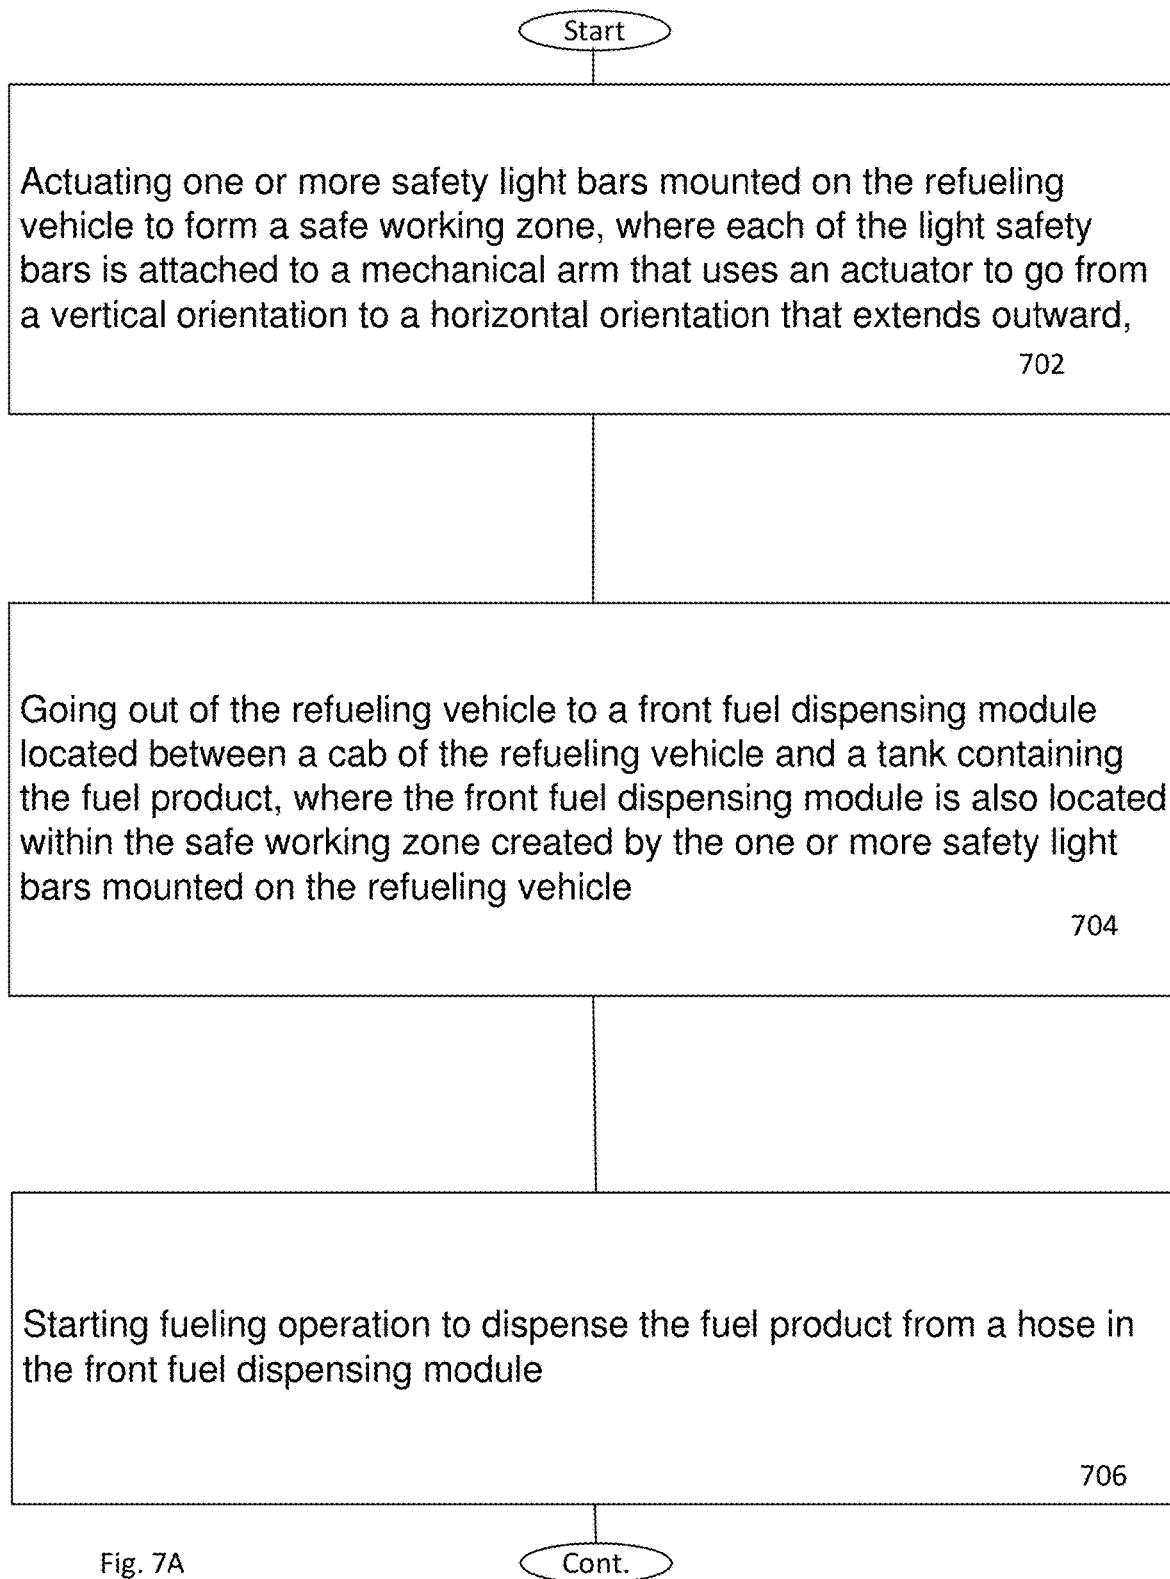 Start
Actuating one or more safety light bars mounted on the refueling
vehicle to form a safe working zone, where each of the light safety
bars is attached to a mechanical arm that uses an actuator to go from
a vertical orientation to a horizontal orientation that extends outward,
702
Going out of the refueling vehicle to a front fuel dispensing module
located between a cab of the refueling vehicle and a tank containing
the fuel product, where the front fuel dispensing module is also located
within the safe working zone created by the one or more safety light
bars mounted on the refueling vehicle
704
Starting fueling operation to dispense the fuel product from a hose in
the front fuel dispensing module
706
Fig. 7A
Cont.